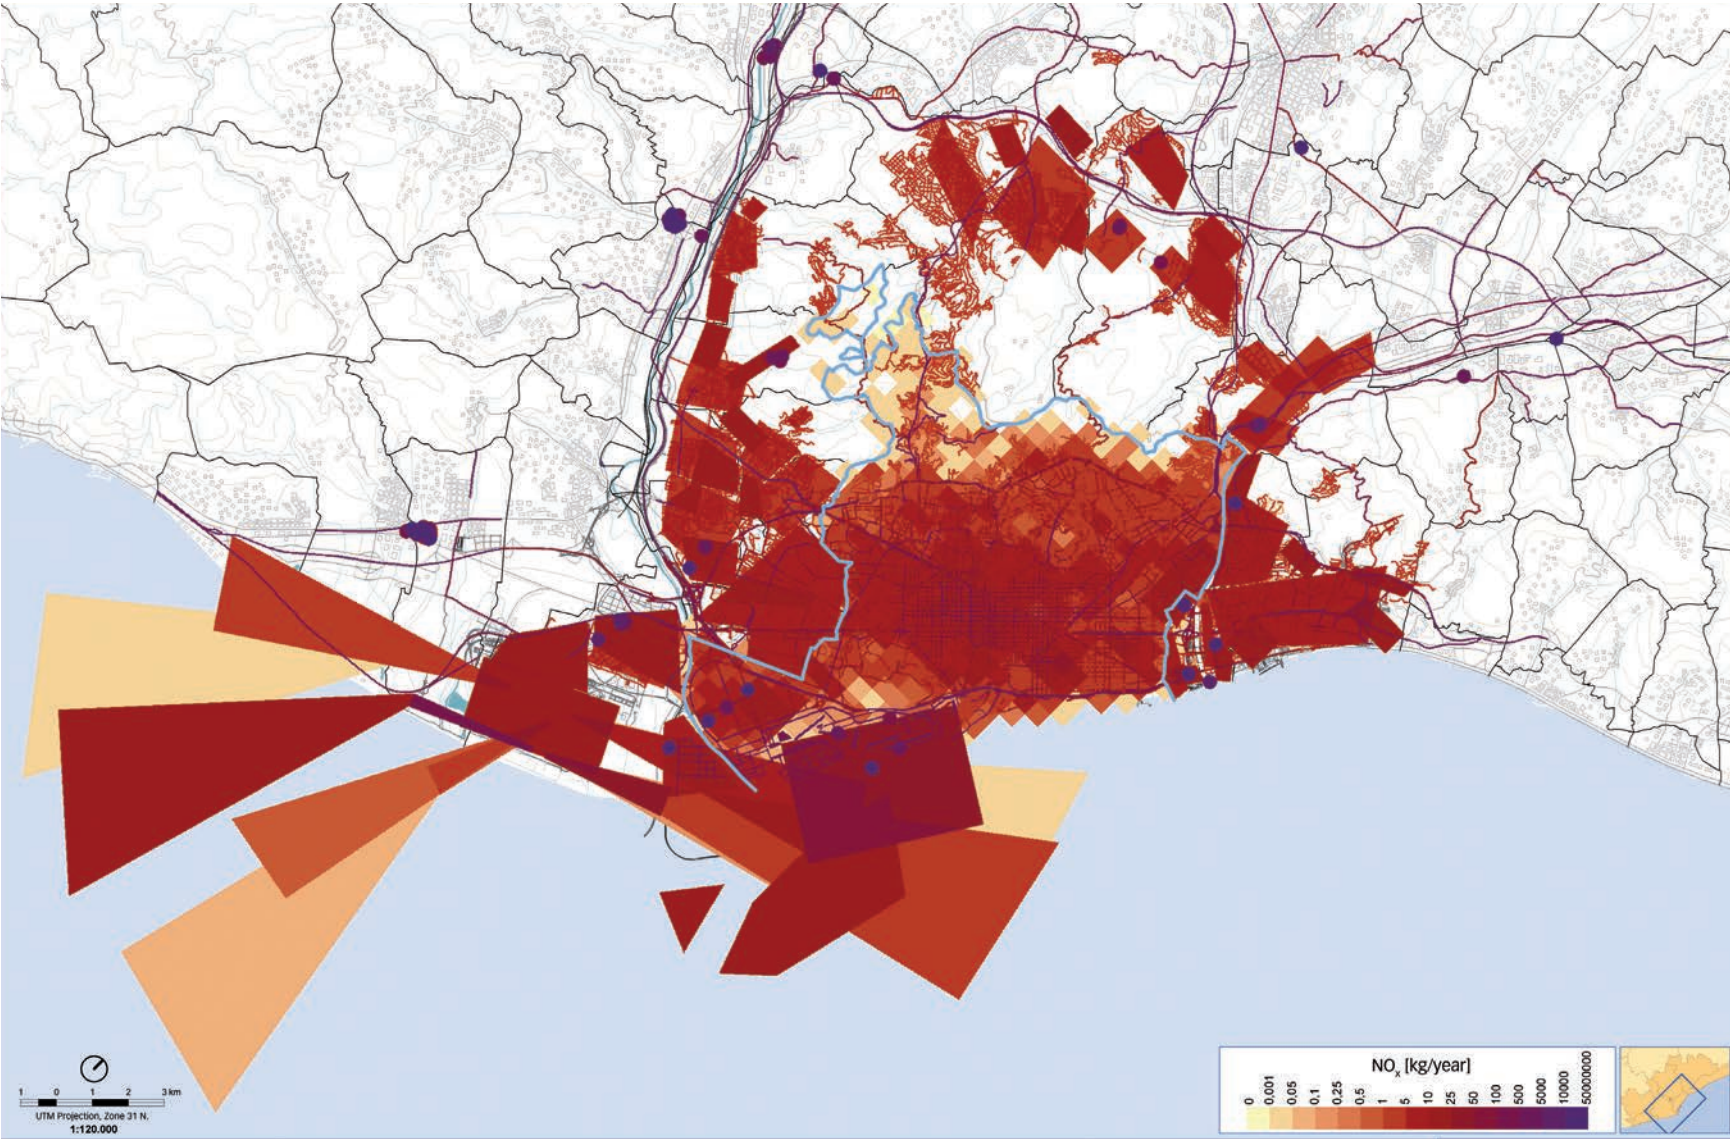 1 0 1 2 3 km
UTM Projection, Zone 31 N.
1:120.000
NOx [kg/year]
0 0.001 0.05 0.1 0.25 0.5 1 5 10 25 50 100 500 5000 10000 50000000